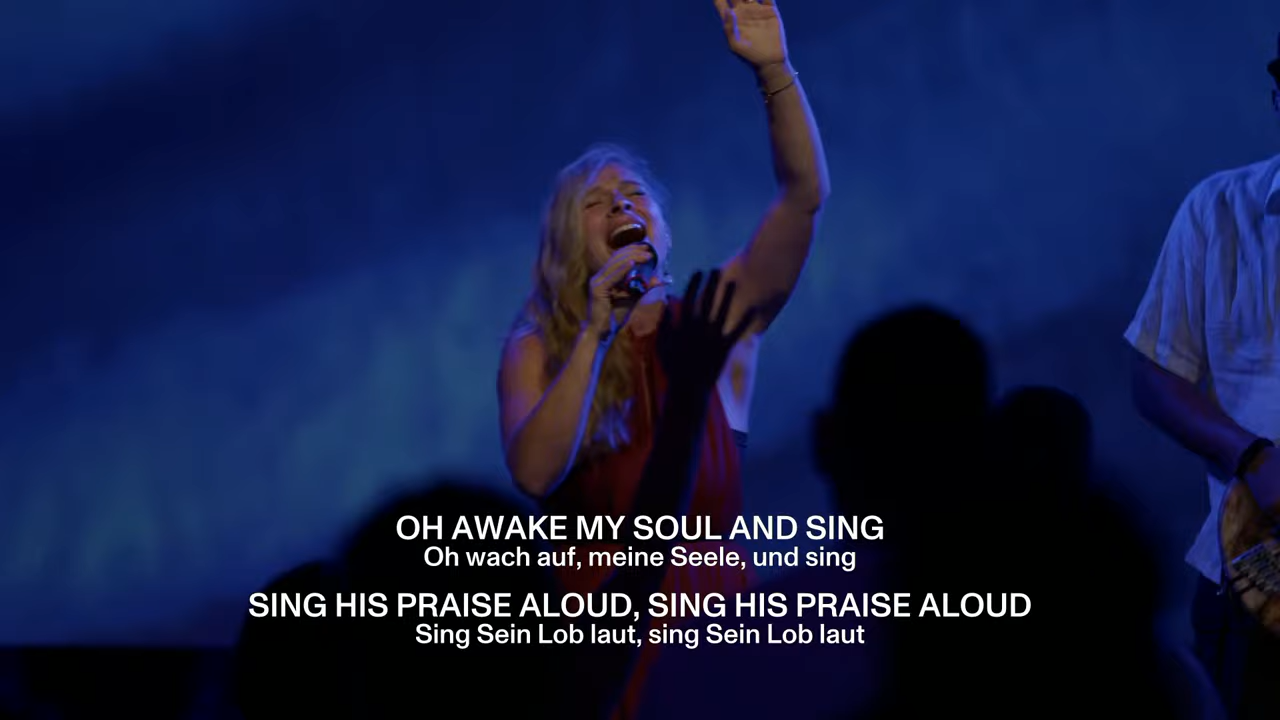 OH AWAKE MY SOUL AND SING
Oh wach auf, meine Seele, und sing
SING HIS PRAISE ALOUD, SING HIS PRAISE ALOUD
Sing Sein Lob laut, sing Sein Lob laut